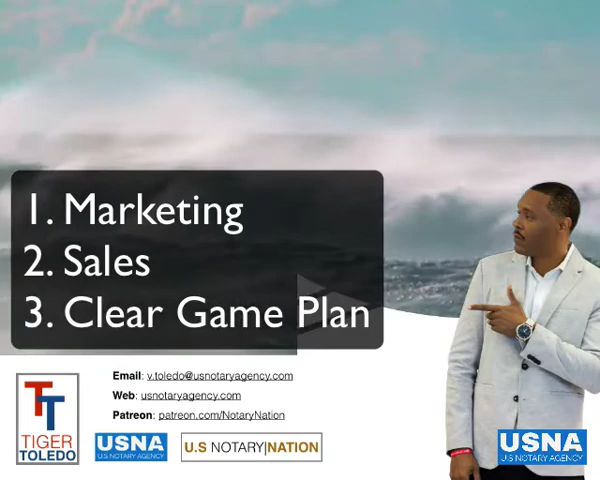 1. Marketing
2. Sales
3. Clear Game Plan
Email: v.toledo@usnotaryagency.com
Web: usnotaryagency.com
Patreon: patreon.com/NotaryNation
TT
TIGER
TOLEDO
USNA
U.S NOTARY AGENCY
U.S NOTARY|NATION
USNA
U.S NOTARY AGENCY